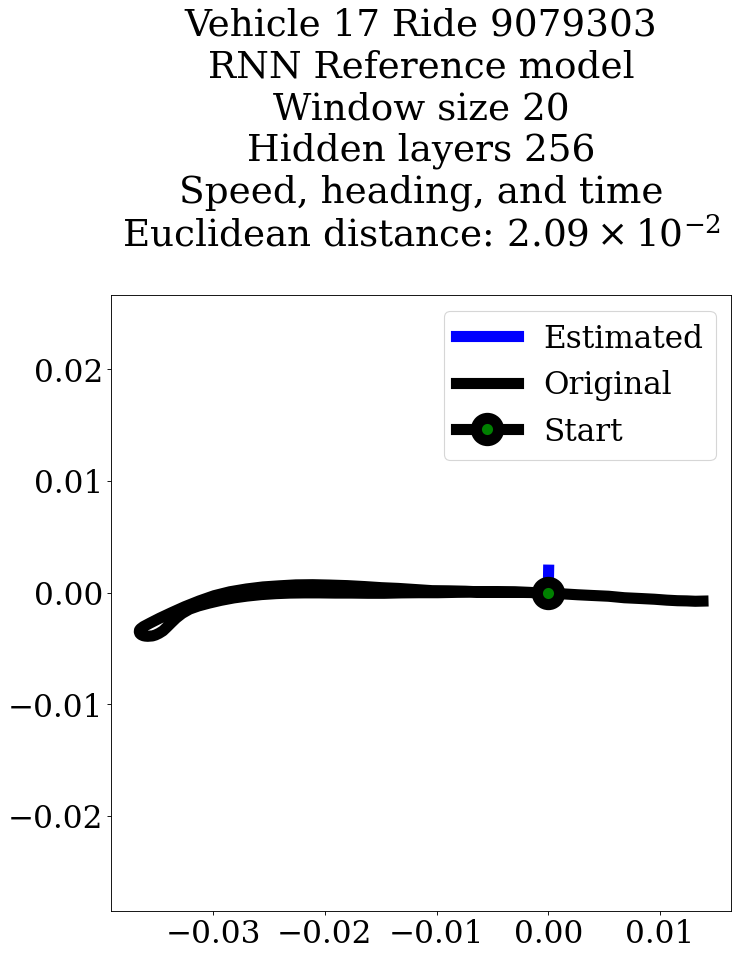 Vehicle 17 Ride 9079303
RNN Reference model
Window size 20
Hidden layers 256
Speed, heading, and time
Euclidean distance: 2.09 × 10⁻²
Estimated
Original
Start
0.02
0.01
0.00
−0.01
−0.02
−0.03 −0.02 −0.01 0.00 0.01